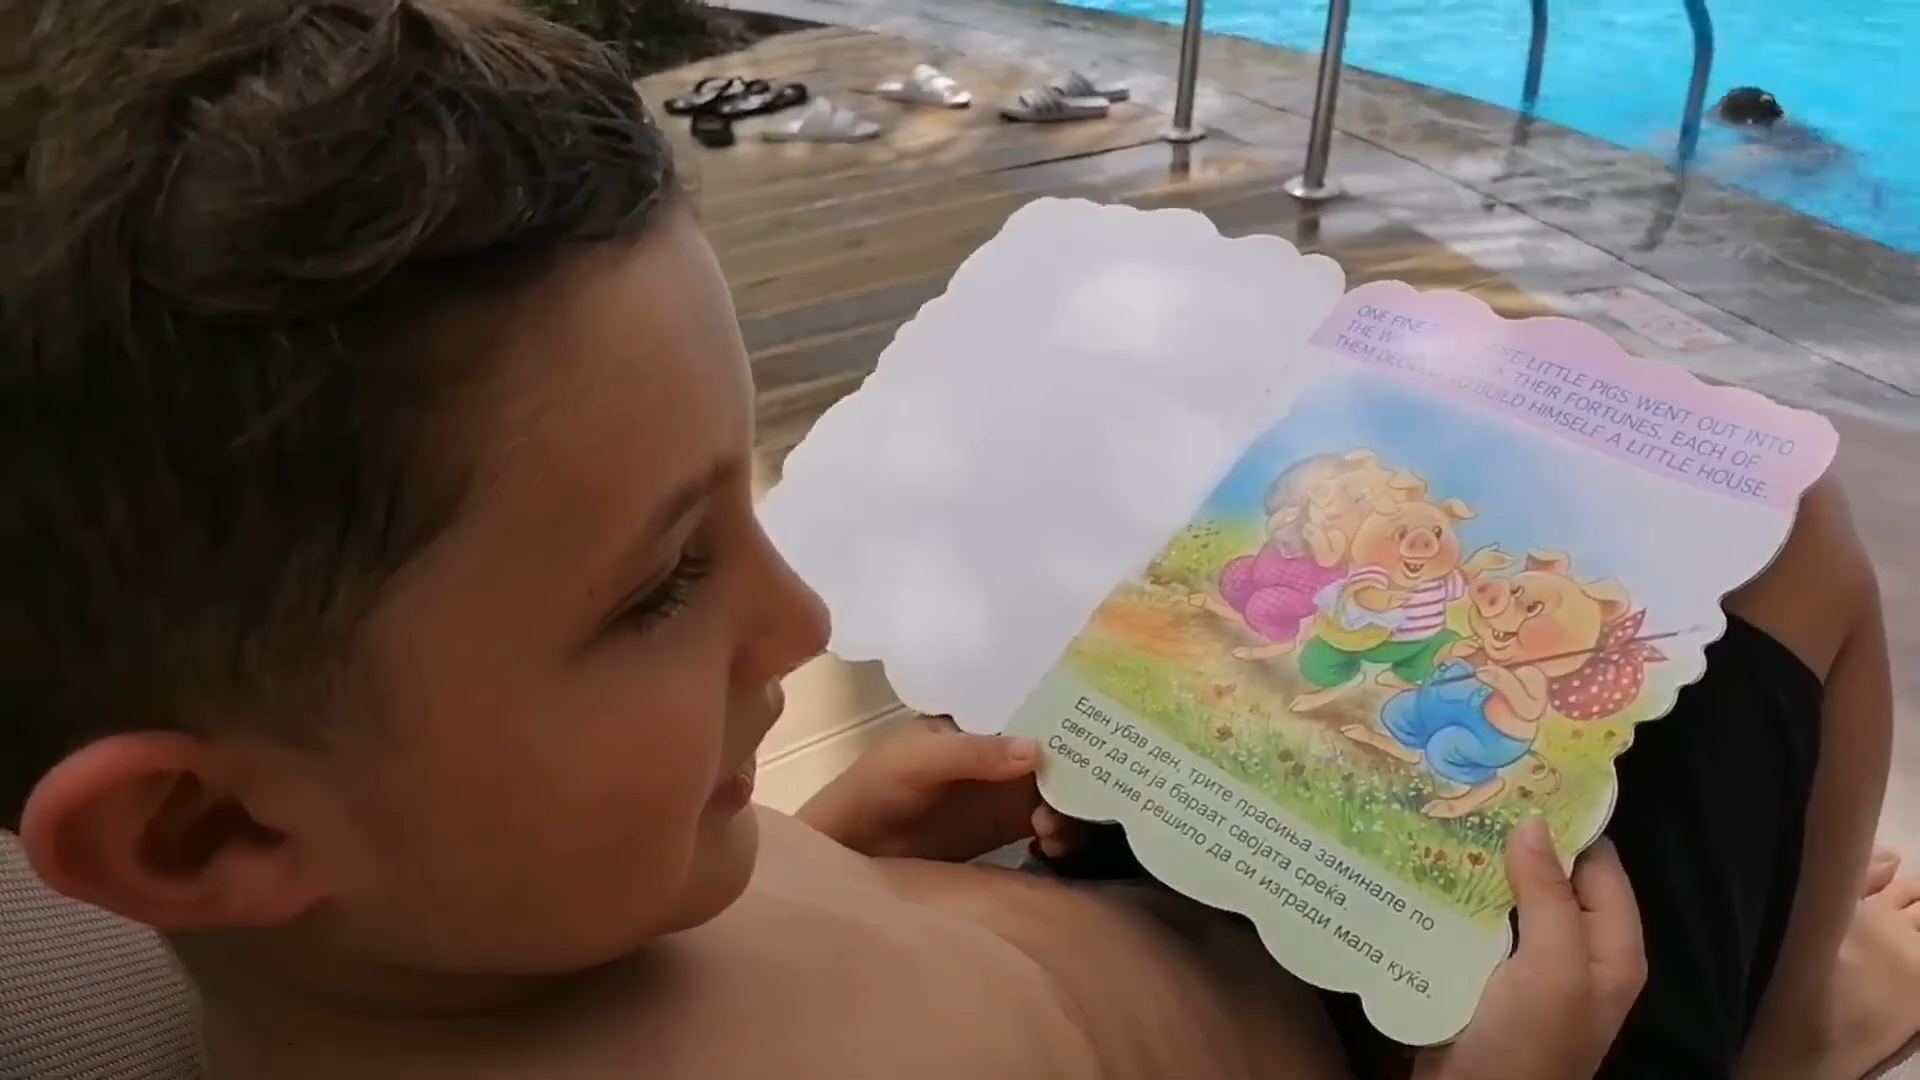 ONE FINE LITTLE PIGS WENT OUT INTO
THE THEIR FORTUNES. EACH OF
THEM DECIDED TO BUILD HIMSELF A LITTLE HOUSE.
Еден убав ден, трите прасиња заминале по
светот да си ја бараат својата среќа.
Секое од нив решило да си изгради мала куќа.